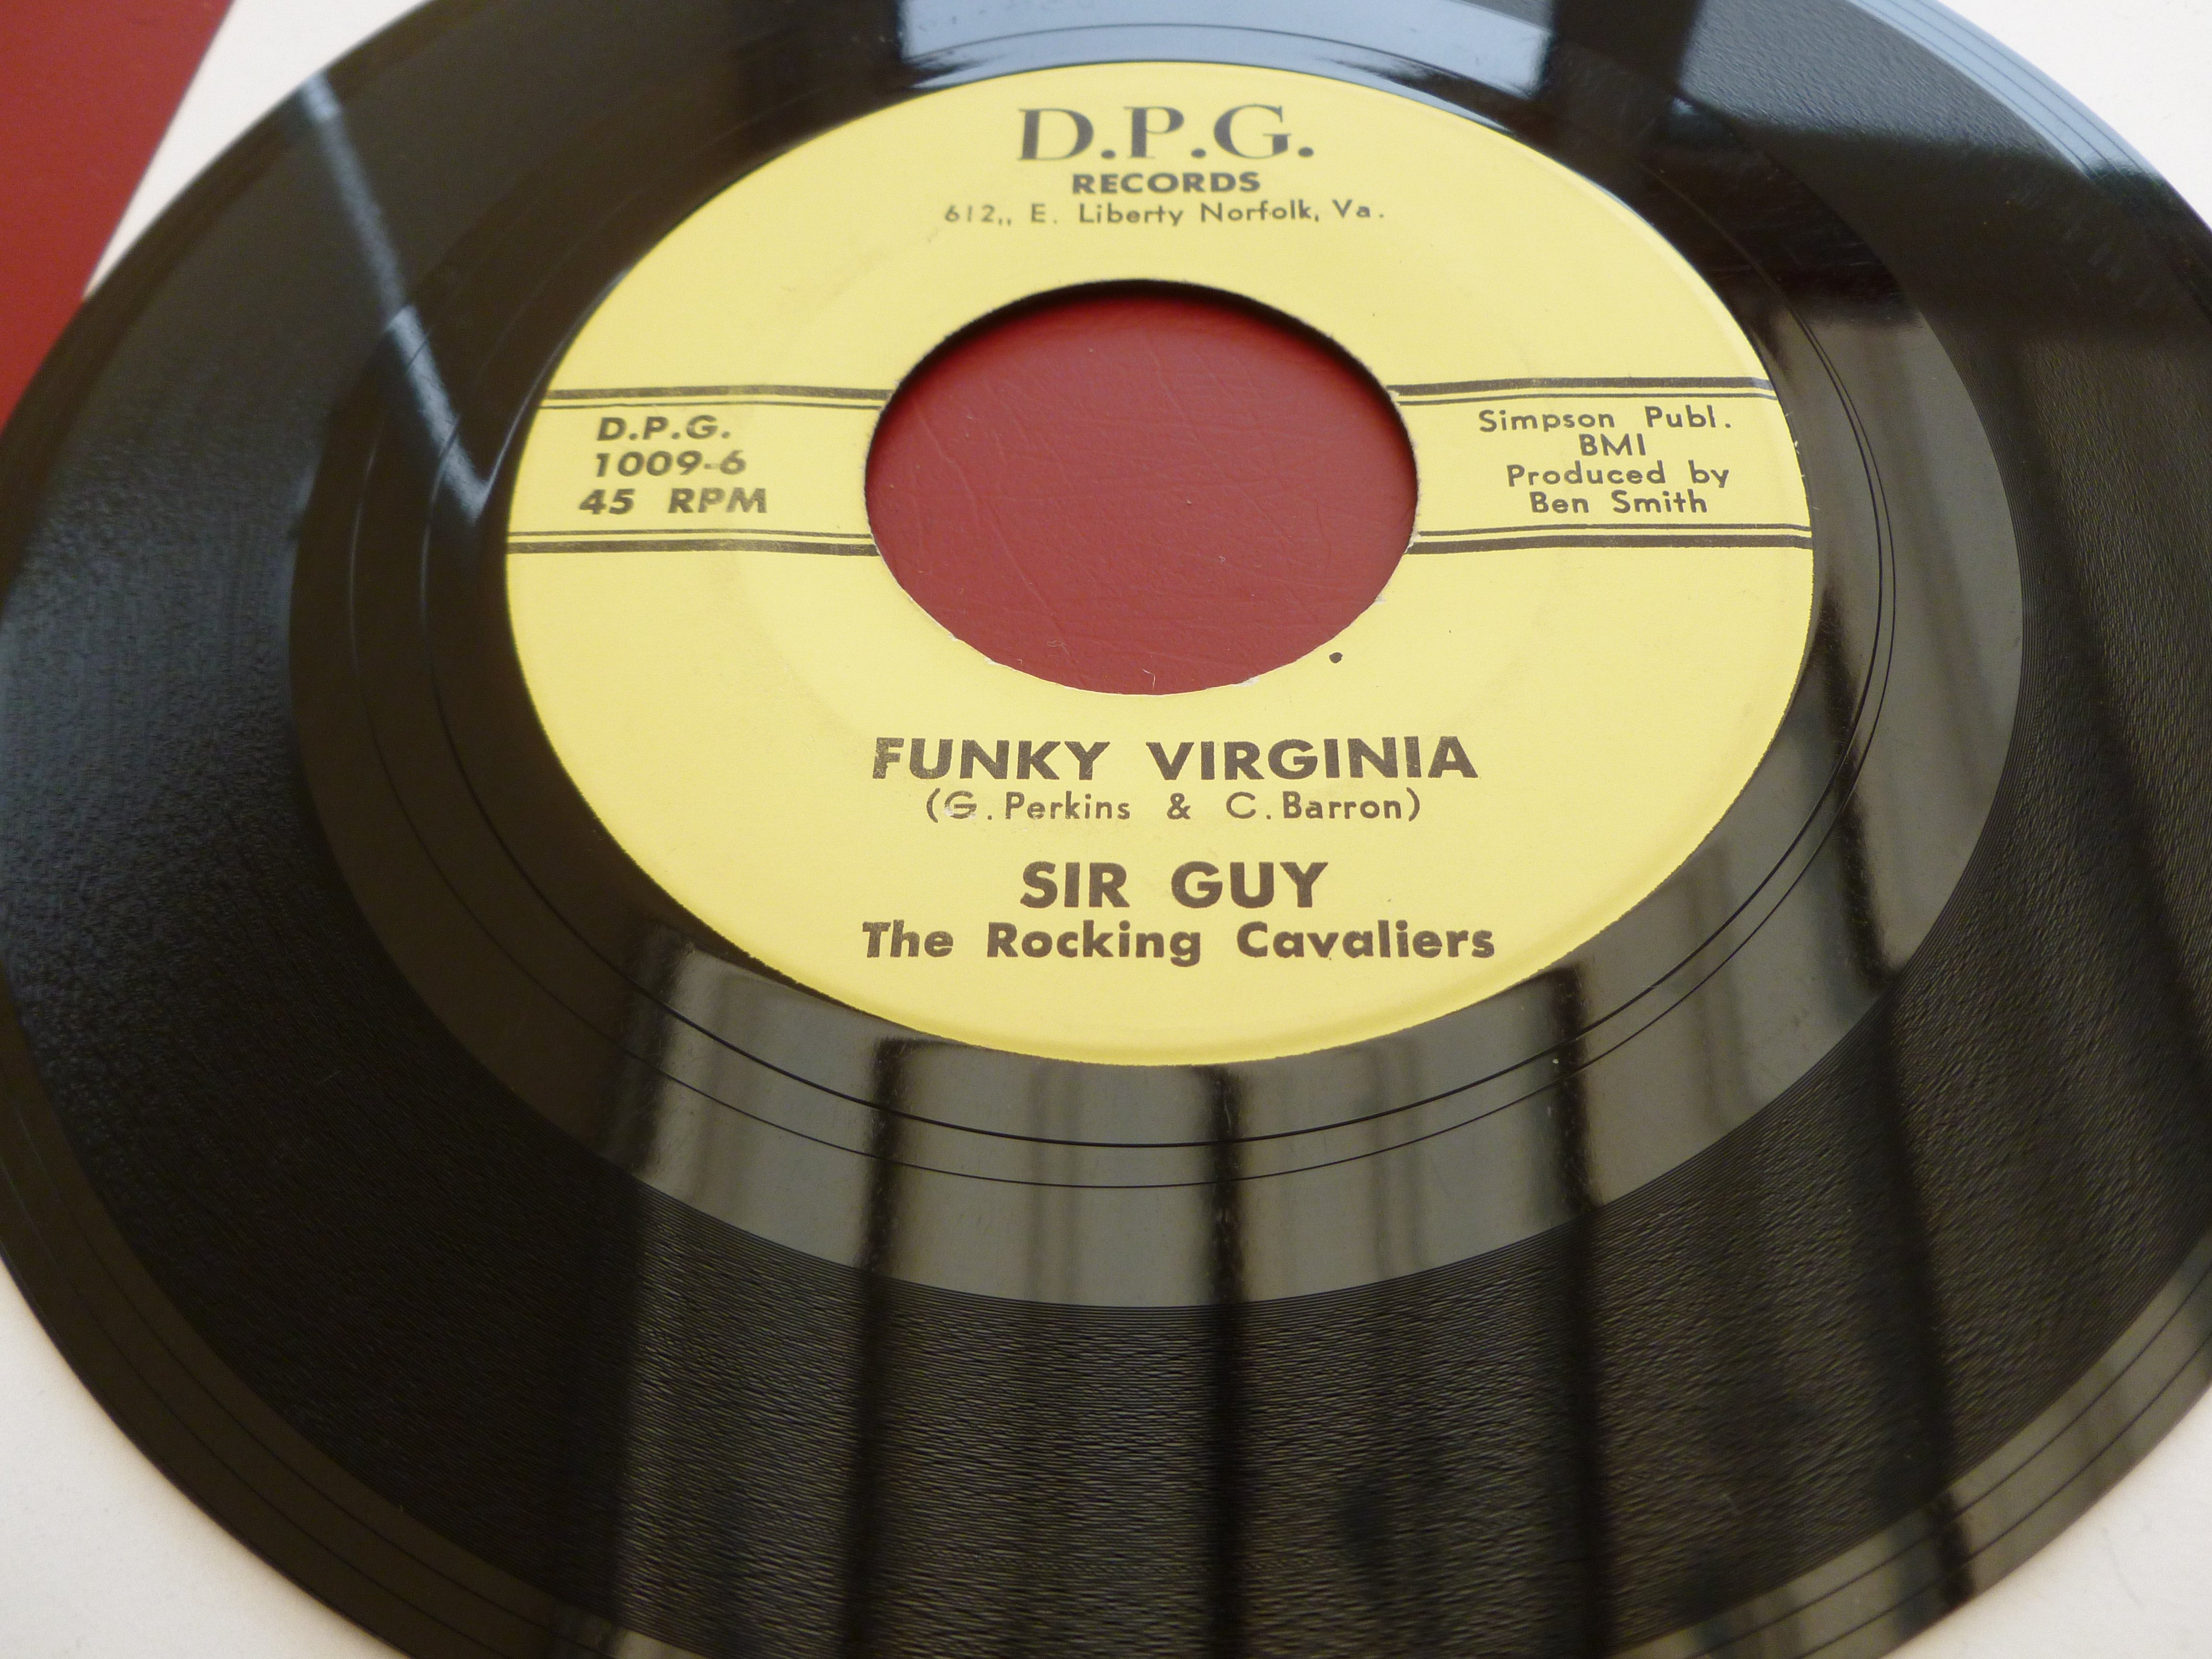 D.P.G.
RECORDS
612,, E. Liberty Norfolk, Va.
D.P.G.
1009-6
45 RPM
Simpson Publ.
BMI
Produced by
Ben Smith
FUNKY VIRGINIA
(G. Perkins & C. Barron)
SIR GUY
The Rocking Cavaliers